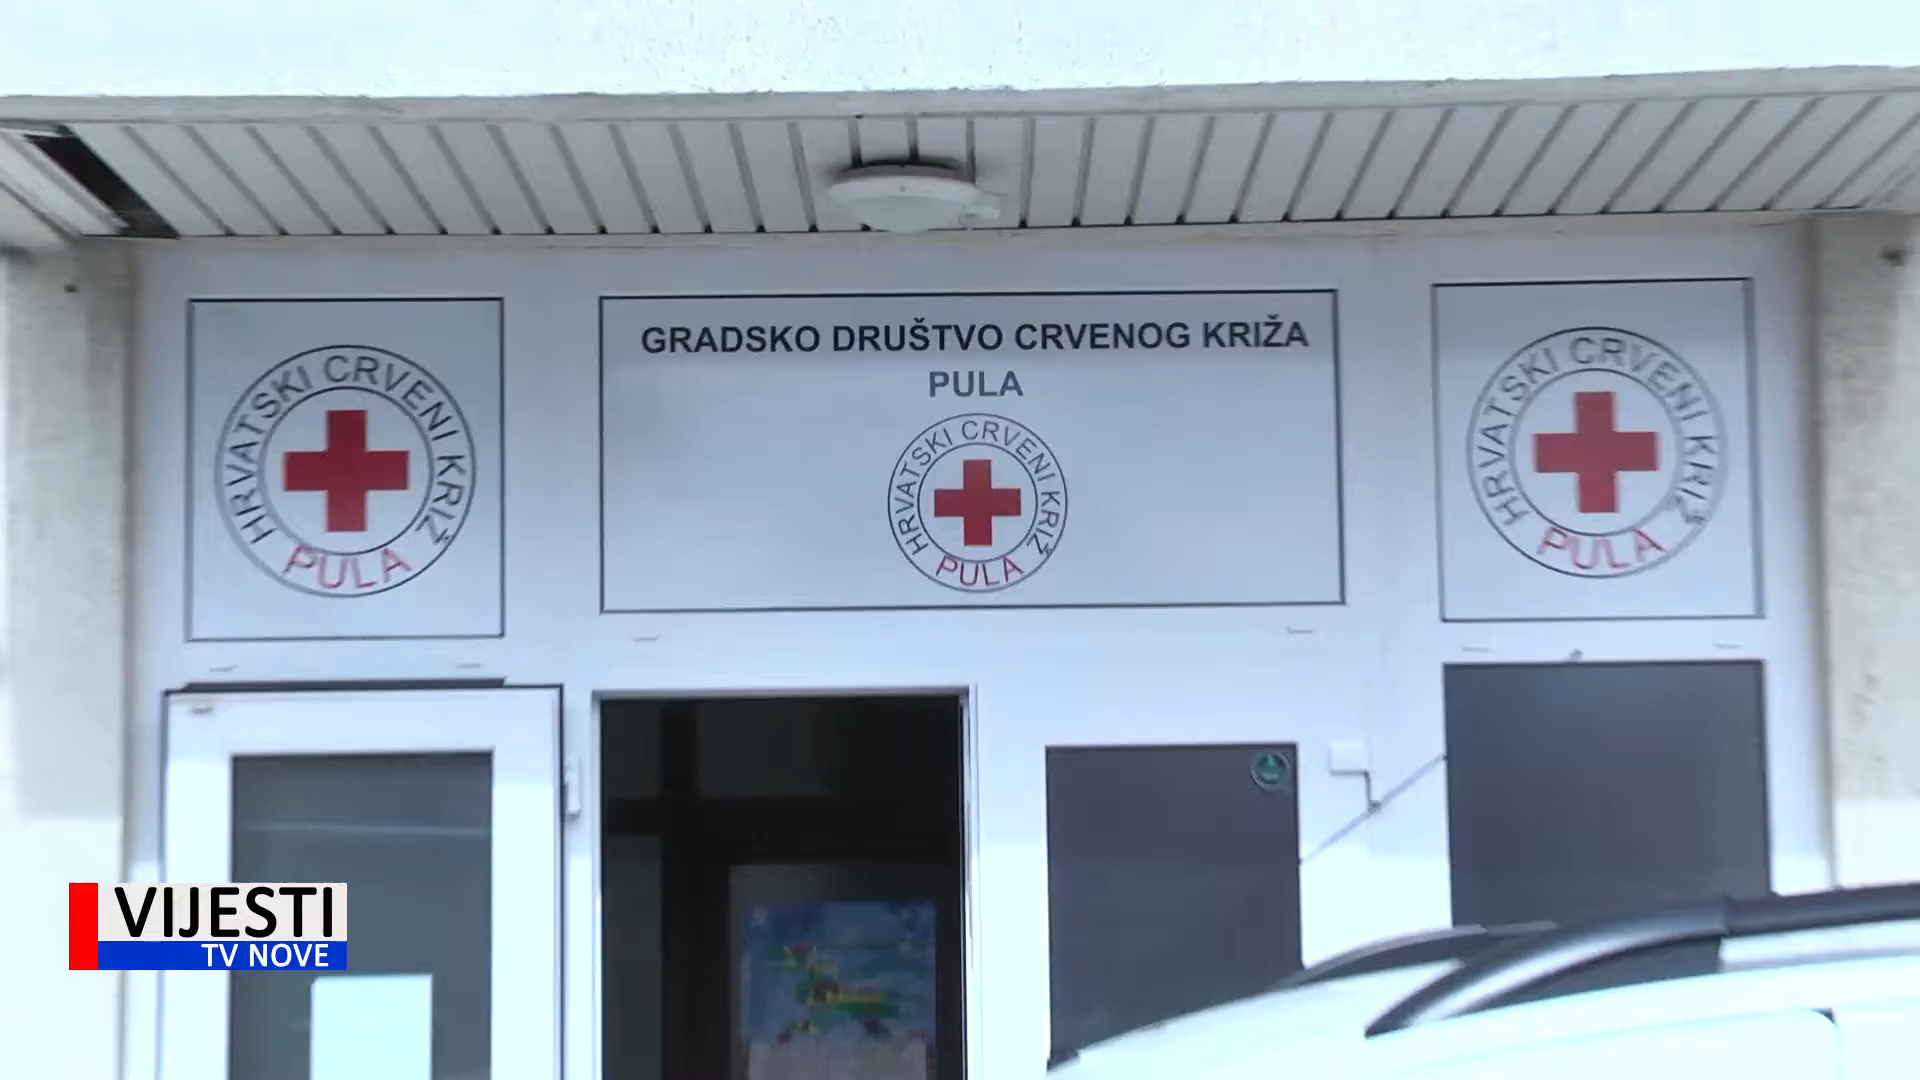 GRADSKO DRUŠTVO CRVENOG KRIŽA
PULA
HRVATSKI CRVENI KRIŽ
PULA
HRVATSKI CRVENI KRIŽ
PULA
HRVATSKI CRVENI KRIŽ
PULA
VIJESTI
TV NOVE